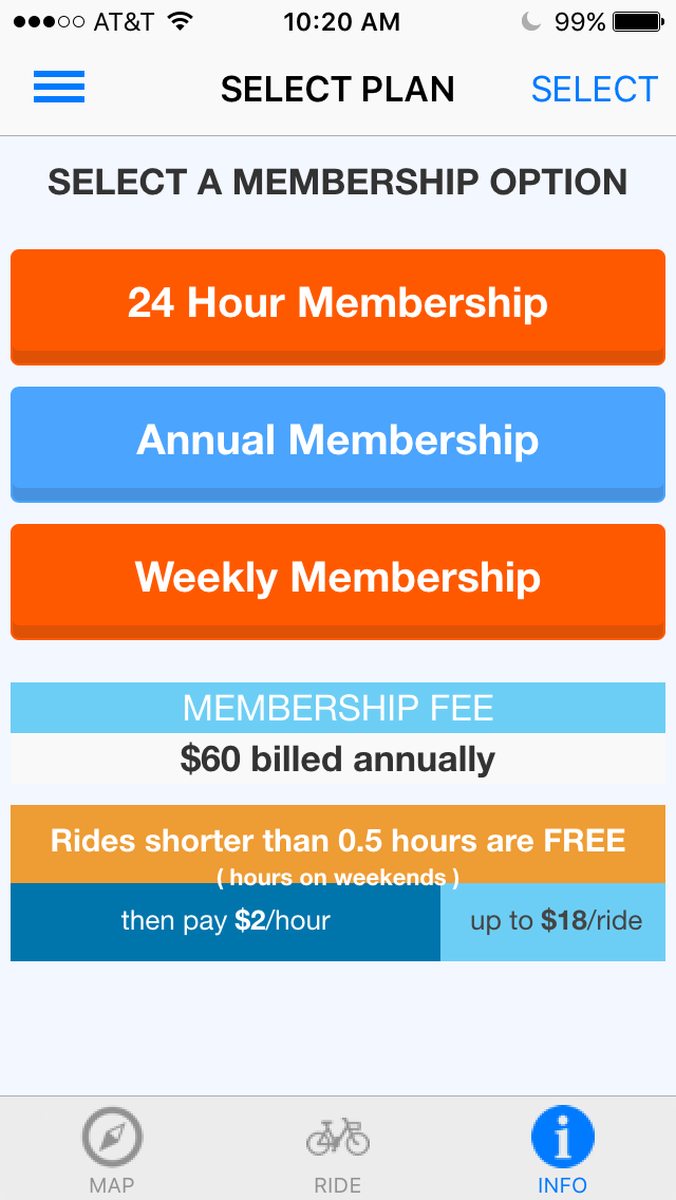 AT&T 10:20 AM 99%
SELECT PLAN SELECT
SELECT A MEMBERSHIP OPTION
24 Hour Membership
Annual Membership
Weekly Membership
MEMBERSHIP FEE
$60 billed annually
Rides shorter than 0.5 hours are FREE
( hours on weekends )
then pay $2/hour up to $18/ride
MAP RIDE INFO